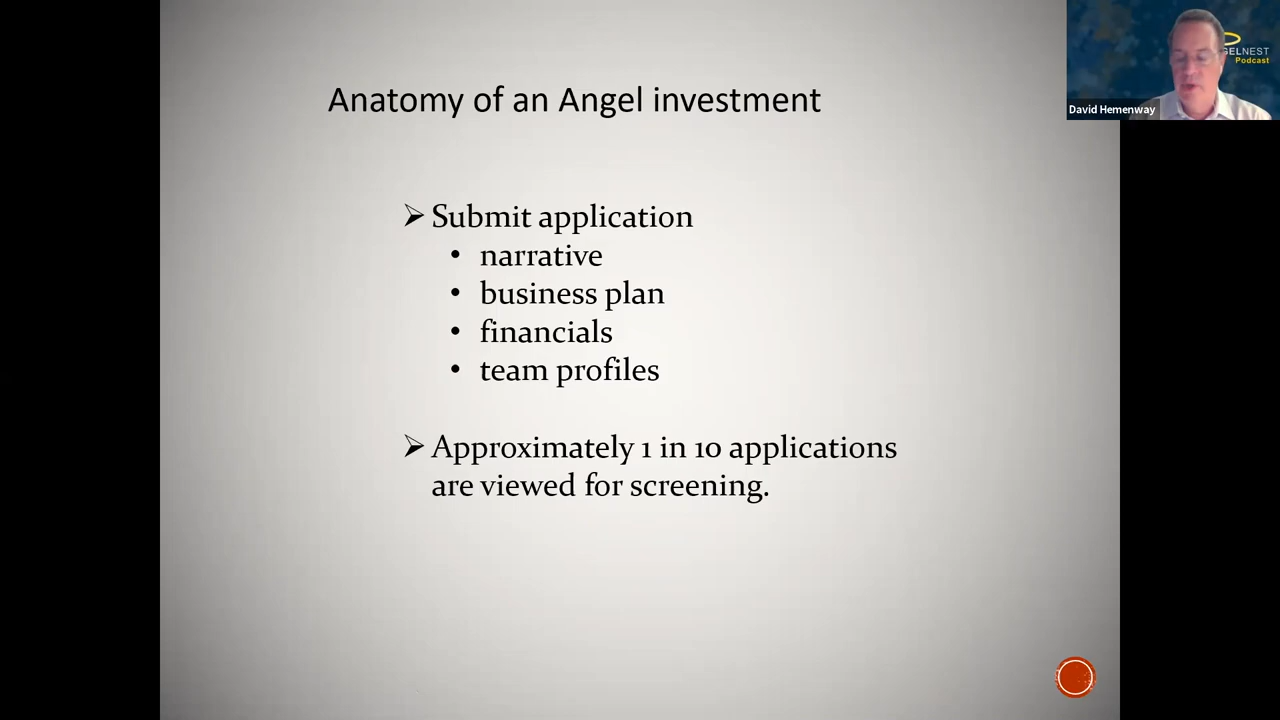 Anatomy of an Angel investment
➢ Submit application
• narrative
• business plan
• financials
• team profiles
➢ Approximately 1 in 10 applications
are viewed for screening.
GELNEST
Podcast
David Hemenway